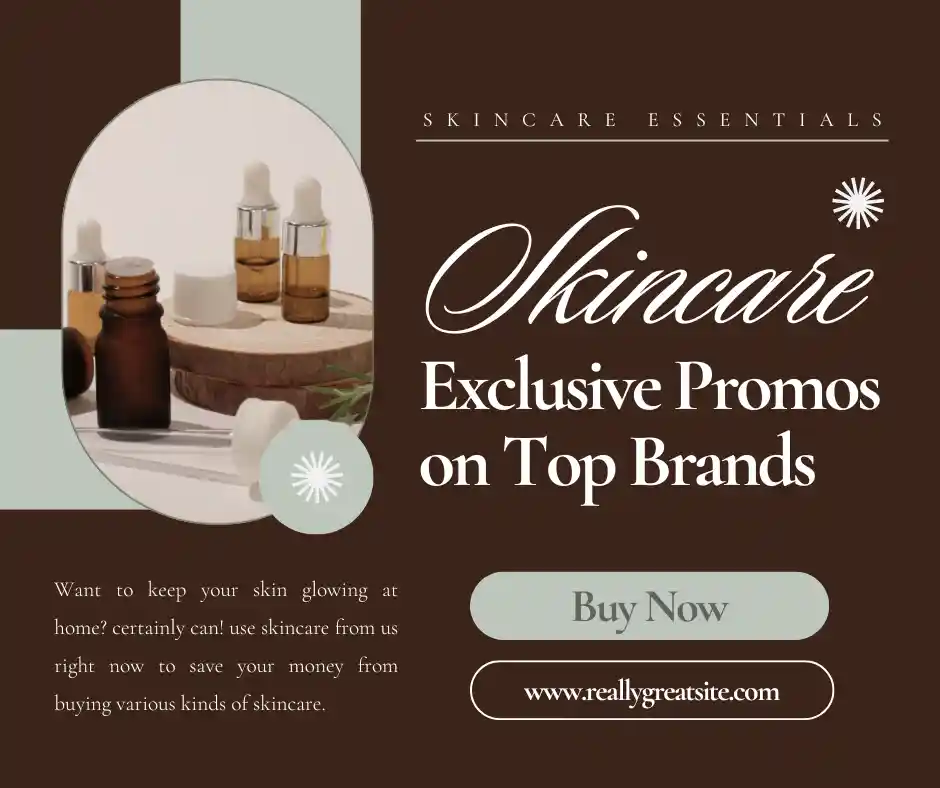 SKINCARE ESSENTIALS
Skincare
Exclusive Promos
on Top Brands
Want to keep your skin glowing at
home? certainly can! use skincare from us
right now to save your money from
buying various kinds of skincare.
Buy Now
www.reallygreatsite.com